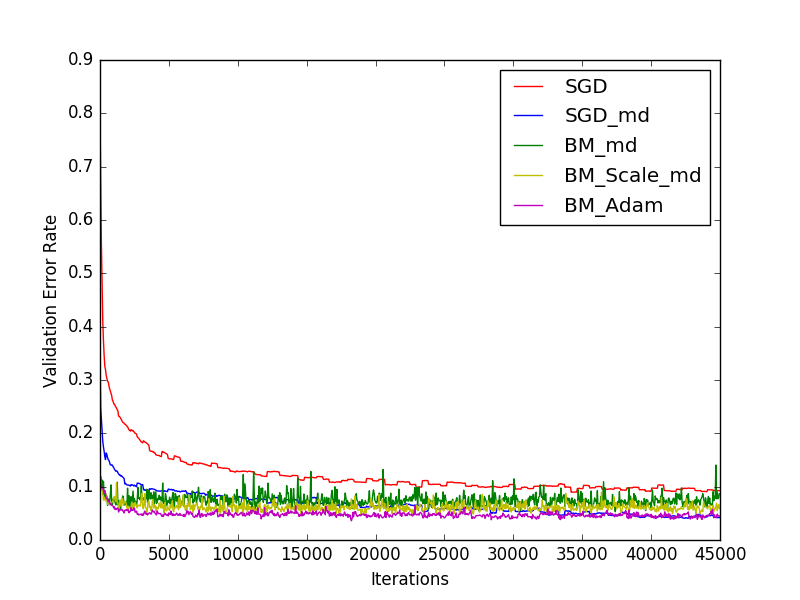 0.9
0.8
0.7
0.6
0.5
0.4
0.3
0.2
0.1
0.0
Validation Error Rate
SGD
SGD_md
BM_md
BM_Scale_md
BM_Adam
0 5000 10000 15000 20000 25000 30000 35000 40000 45000
Iterations